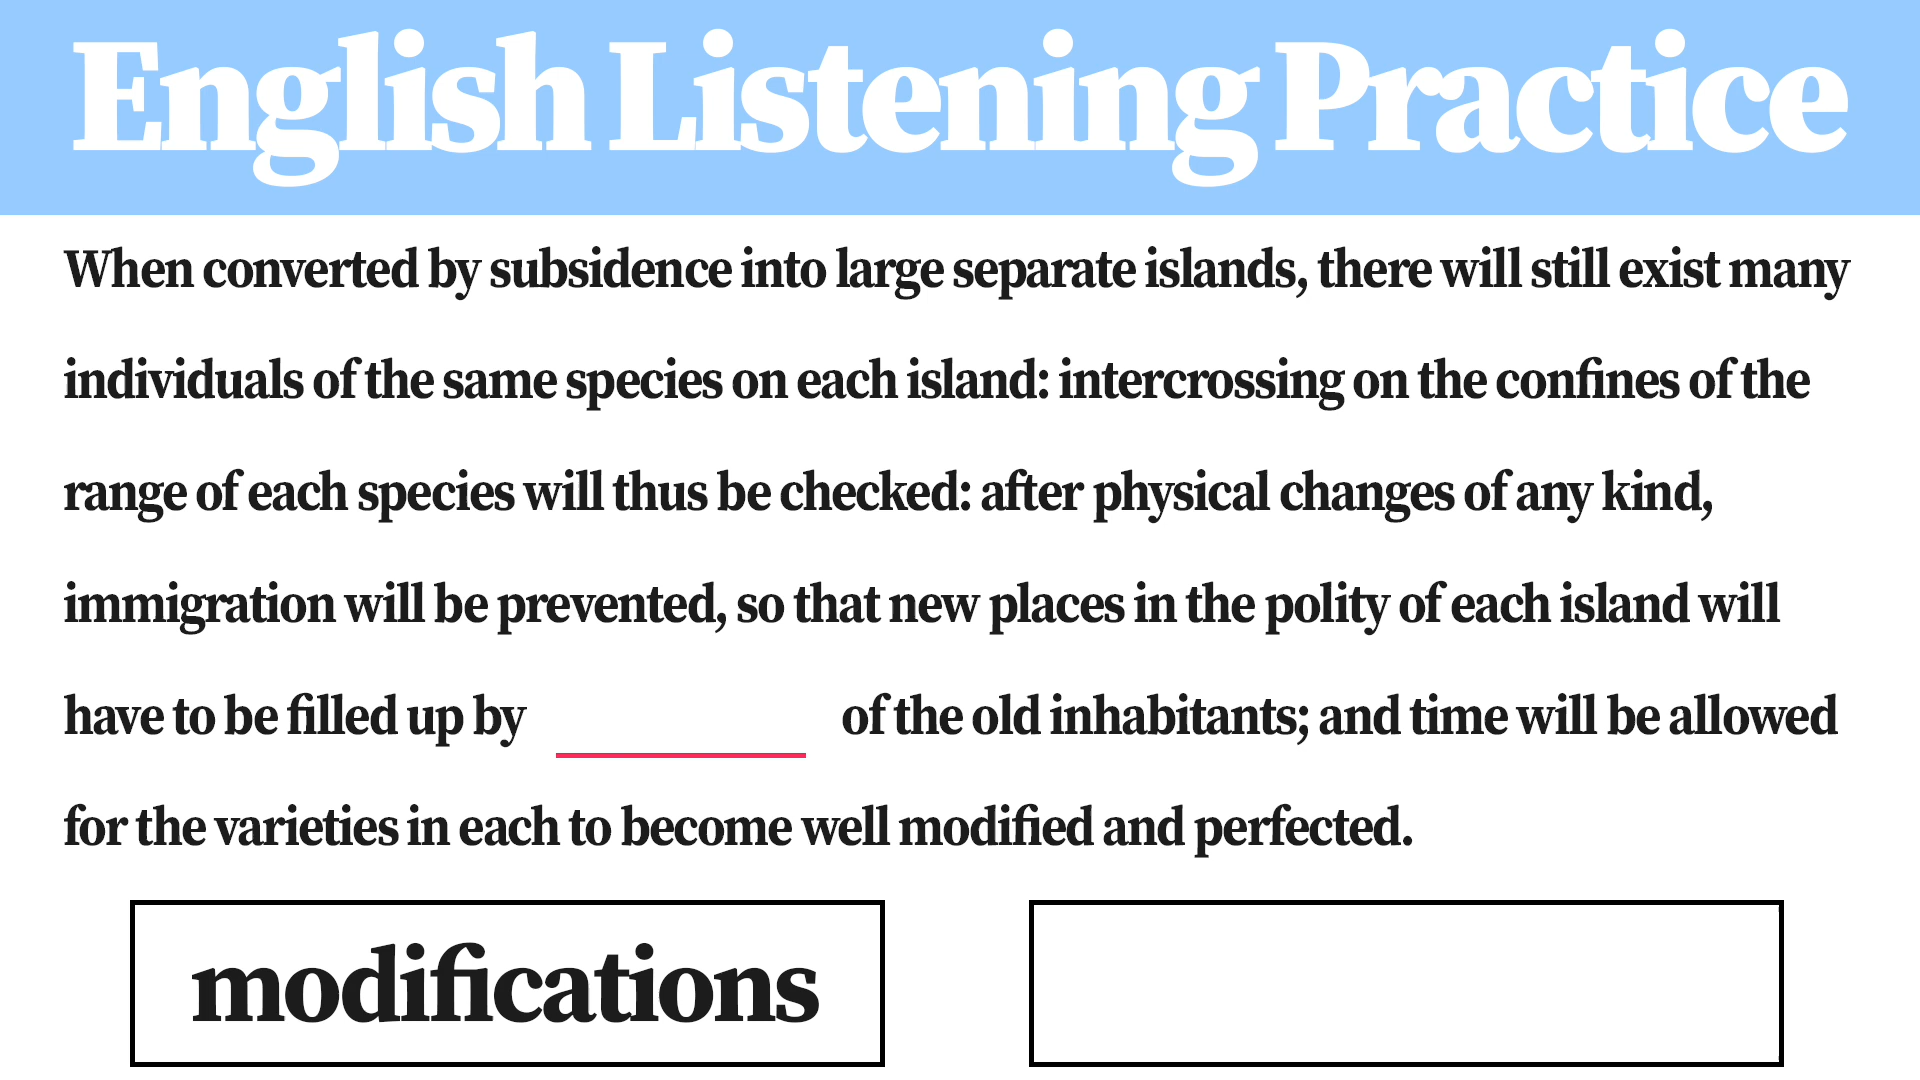 English Listening Practice
When converted by subsidence into large separate islands, there will still exist many
individuals of the same species on each island: intercrossing on the confines of the
range of each species will thus be checked: after physical changes of any kind,
immigration will be prevented, so that new places in the polity of each island will
have to be filled up by of the old inhabitants; and time will be allowed
for the varieties in each to become well modified and perfected.
modifications